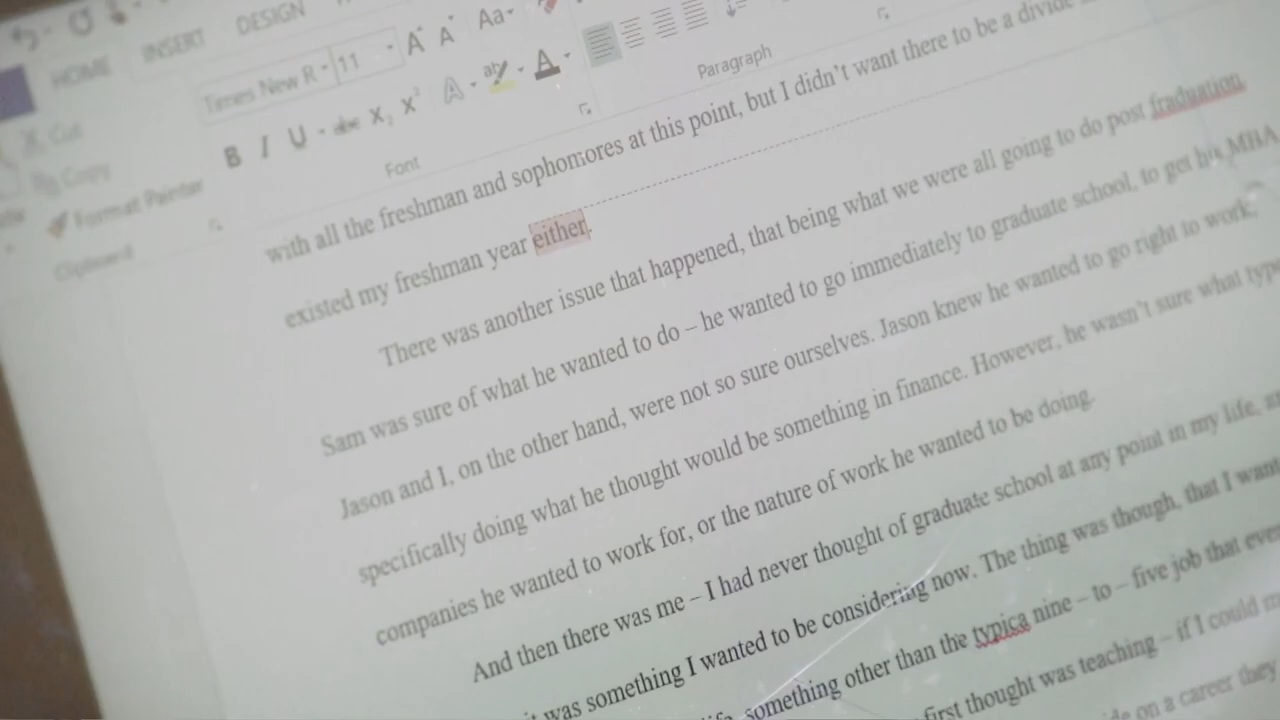 HOME INSERT DESIGN
Times New R 11 Aa
Cut
Copy
Format Painter
Clipboard
B I U abc X₂ X²
Font
Paragraph
with all the freshman and sophomores at this point, but I didn't want there to be a divide
existed my freshman year either.
There was another issue that happened, that being what we were all going to do post fraduation.
Sam was sure of what he wanted to do – he wanted to go immediately to graduate school, to get his MBA
Jason and I, on the other hand, were not so sure ourselves. Jason knew he wanted to go right to work,
specifically doing what he thought would be something in finance. However, he wasn't sure what type
companies he wanted to work for, or the nature of work he wanted to be doing.
And then there was me – I had never thought of graduate school at any point in my life,
it was something I wanted to be considering now. The thing was though, that I want
something other than the typica nine – to – five job that
first thought was teaching – if I could
on a career they